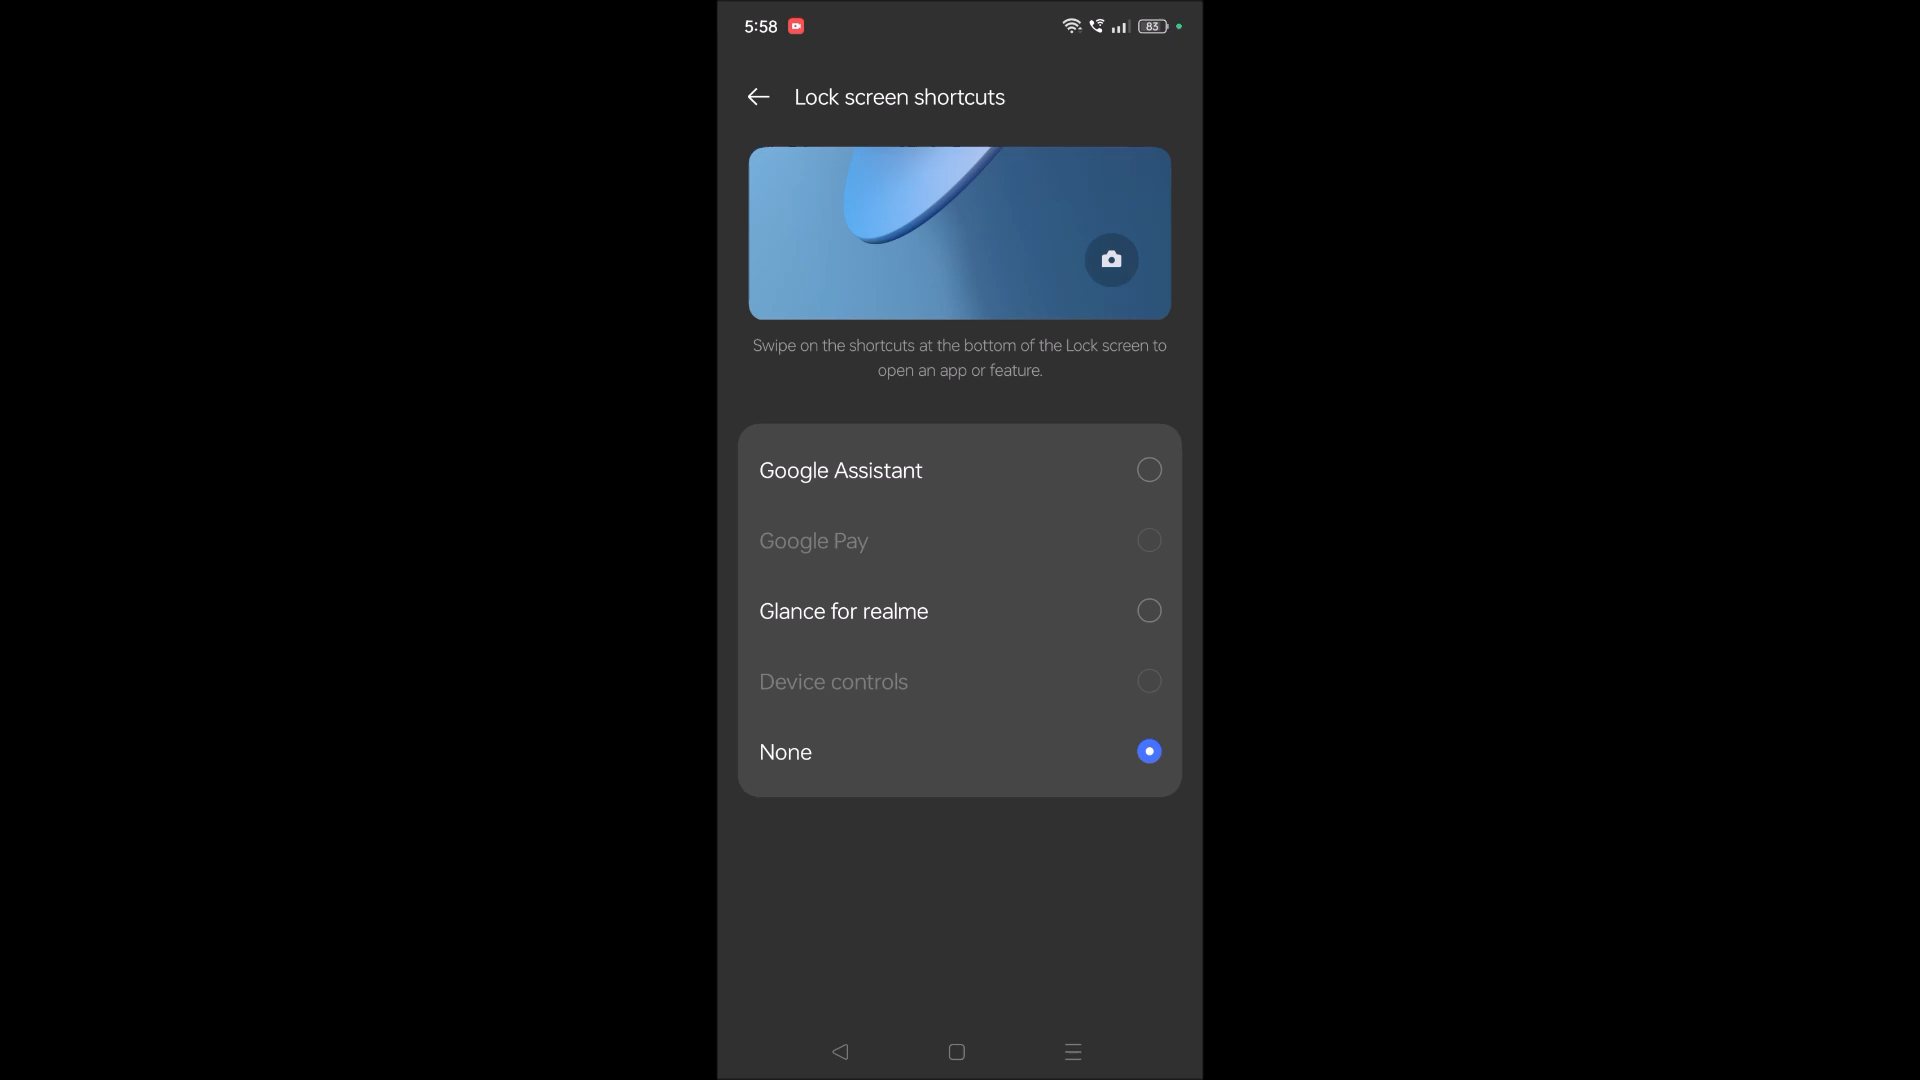 5:58
83
Lock screen shortcuts
Swipe on the shortcuts at the bottom of the Lock screen to
open an app or feature.
Google Assistant
Google Pay
Glance for realme
Device controls
None